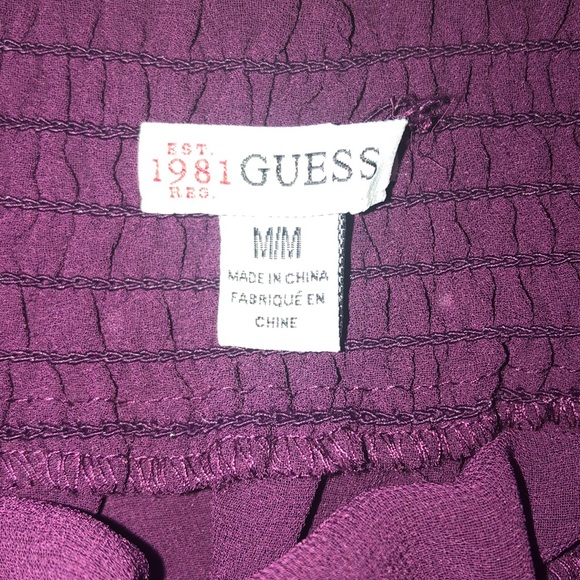 EST.
1981 GUESS
REG.
M/M
MADE IN CHINA
FABRIQUÉ EN
CHINE